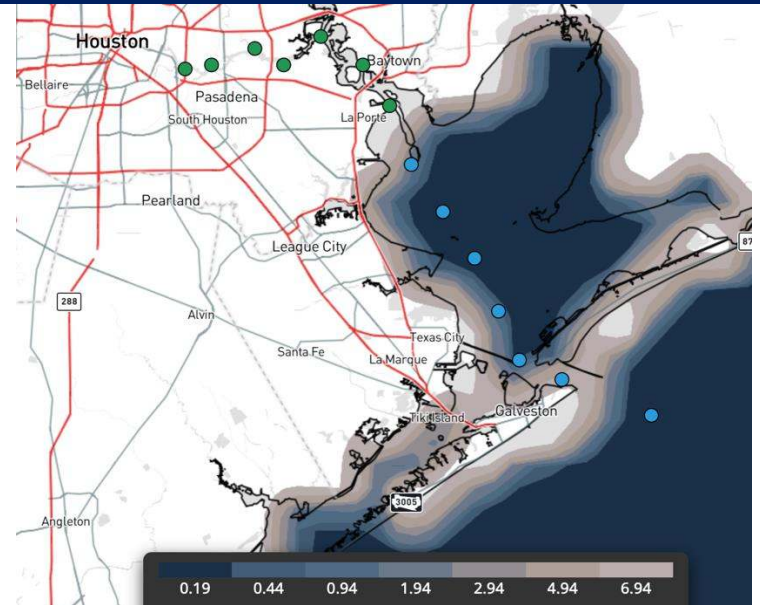 Houston
Baytown
Bellaire
Pasadena
La Porte
South Houston
Pearland
League City
87
288
Alvin
Texas City
Santa Fe
La Marque
Tiki Island
Galveston
3005
Angleton
0.19 0.44 0.94 1.94 2.94 4.94 6.94